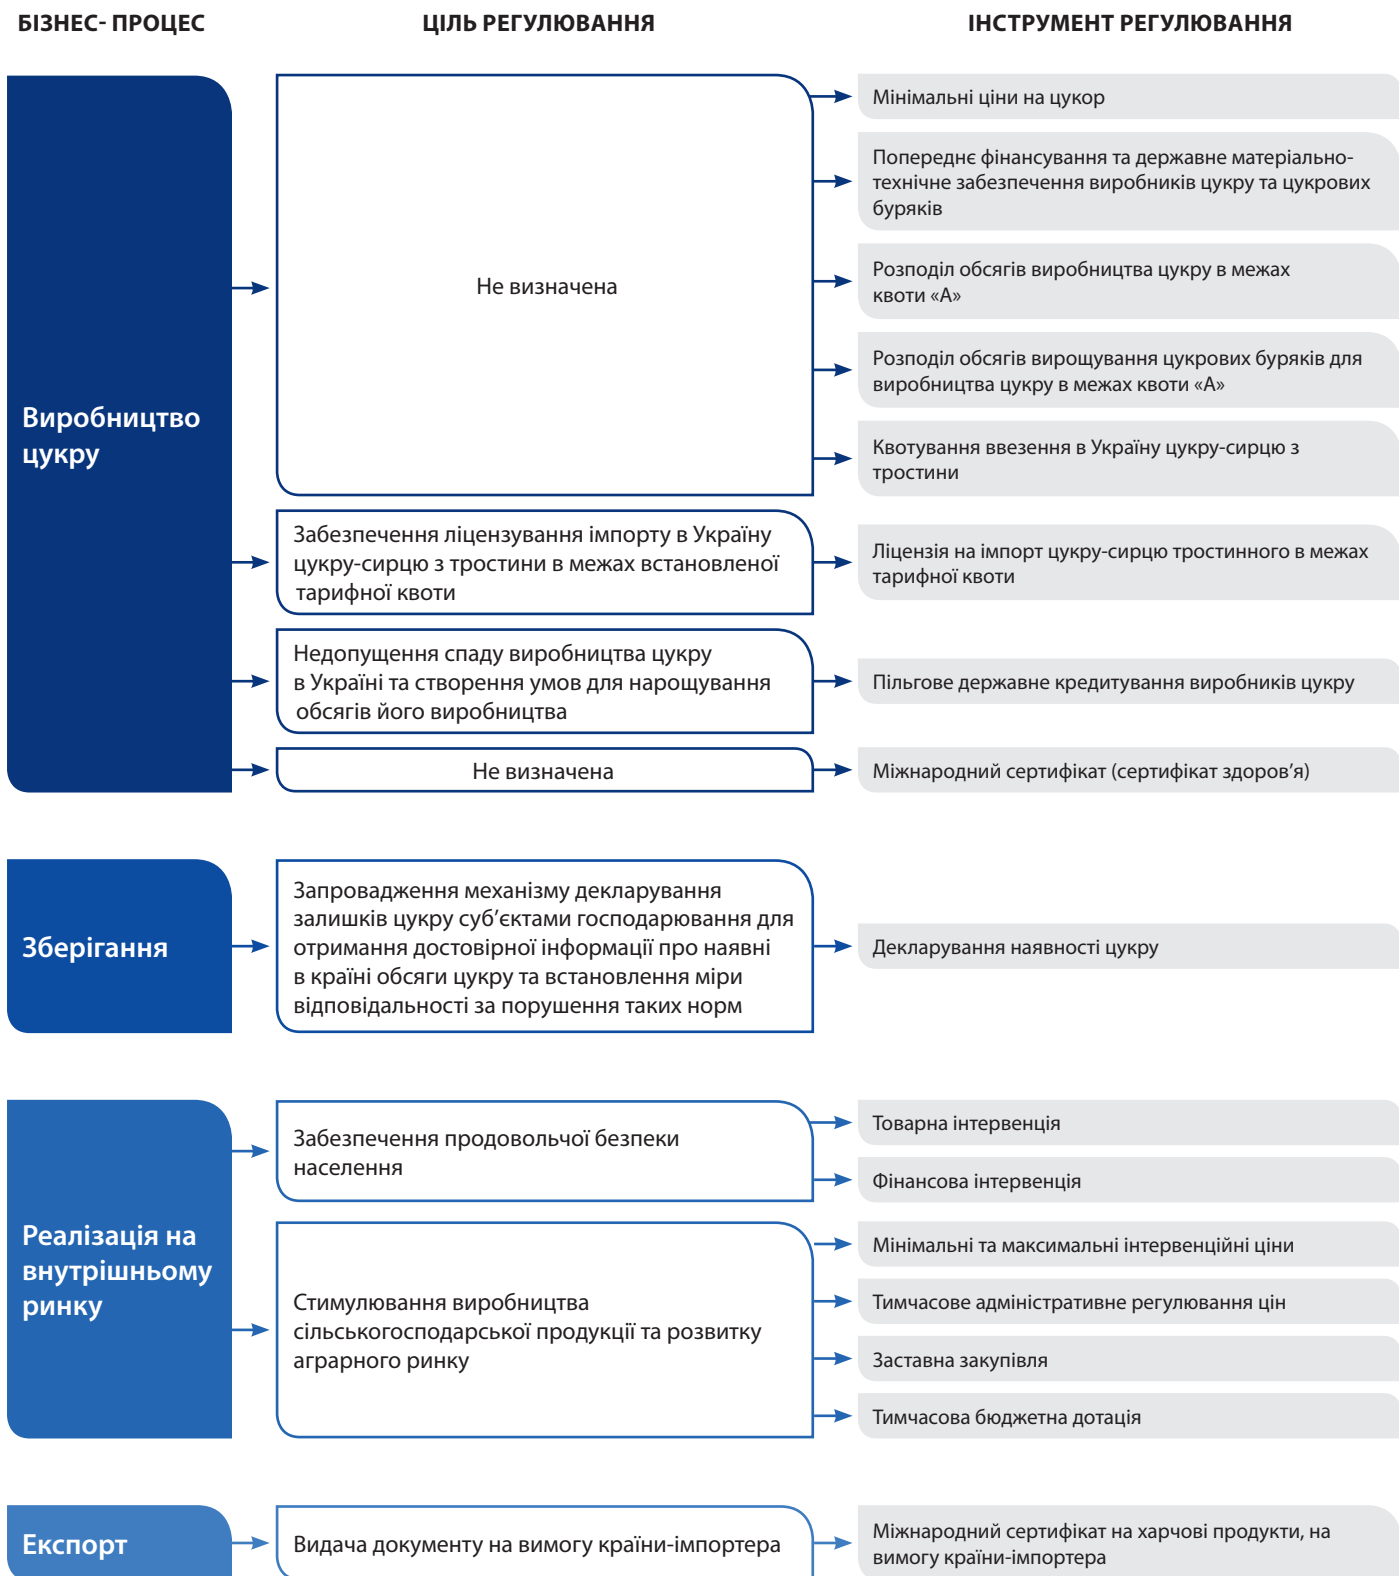 БІЗНЕС- ПРОЦЕС
ЦІЛЬ РЕГУЛЮВАННЯ
ІНСТРУМЕНТ РЕГУЛЮВАННЯ
Виробництво
цукру
Не визначена
Мінімальні ціни на цукор
Попереднє фінансування та державне матеріально-
технічне забезпечення виробників цукру та цукрових
буряків
Розподіл обсягів виробництва цукру в межах
квоти «А»
Розподіл обсягів вирощування цукрових буряків для
виробництва цукру в межах квоти «А»
Квотування ввезення в Україну цукру-сирцю з
тростини
Забезпечення ліцензування імпорту в Україну
цукру-сирцю з тростини в межах встановленої
тарифної квоти
Ліцензія на імпорт цукру-сирцю тростинного в межах
тарифної квоти
Недопущення спаду виробництва цукру
в Україні та створення умов для нарощування
обсягів його виробництва
Пільгове державне кредитування виробників цукру
Не визначена
Міжнародний сертифікат (сертифікат здоров’я)
Зберігання
Запровадження механізму декларування
залишків цукру суб’єктами господарювання для
отримання достовірної інформації про наявні
в країні обсяги цукру та встановлення міри
відповідальності за порушення таких норм
Декларування наявності цукру
Реалізація на
внутрішньому
ринку
Забезпечення продовольчої безпеки
населення
Товарна інтервенція
Фінансова інтервенція
Стимулювання виробництва
сільськогосподарської продукції та розвитку
аграрного ринку
Мінімальні та максимальні інтервенційні ціни
Тимчасове адміністративне регулювання цін
Заставна закупівля
Тимчасова бюджетна дотація
Експорт
Видача документу на вимогу країни-імпортера
Міжнародний сертифікат на харчові продукти, на
вимогу країни-імпортера